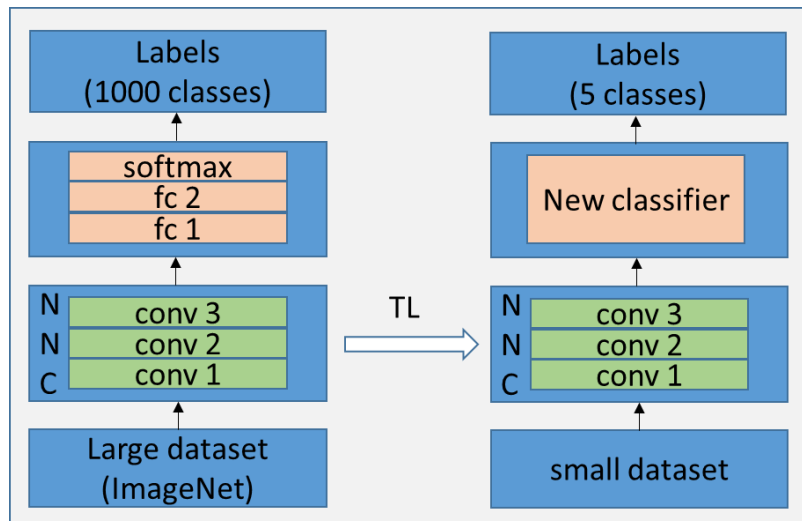 Labels
(1000 classes)
softmax
fc 2
fc 1
N
N
C
conv 3
conv 2
conv 1
Large dataset
(ImageNet)
TL
Labels
(5 classes)
New classifier
N
N
C
conv 3
conv 2
conv 1
small dataset